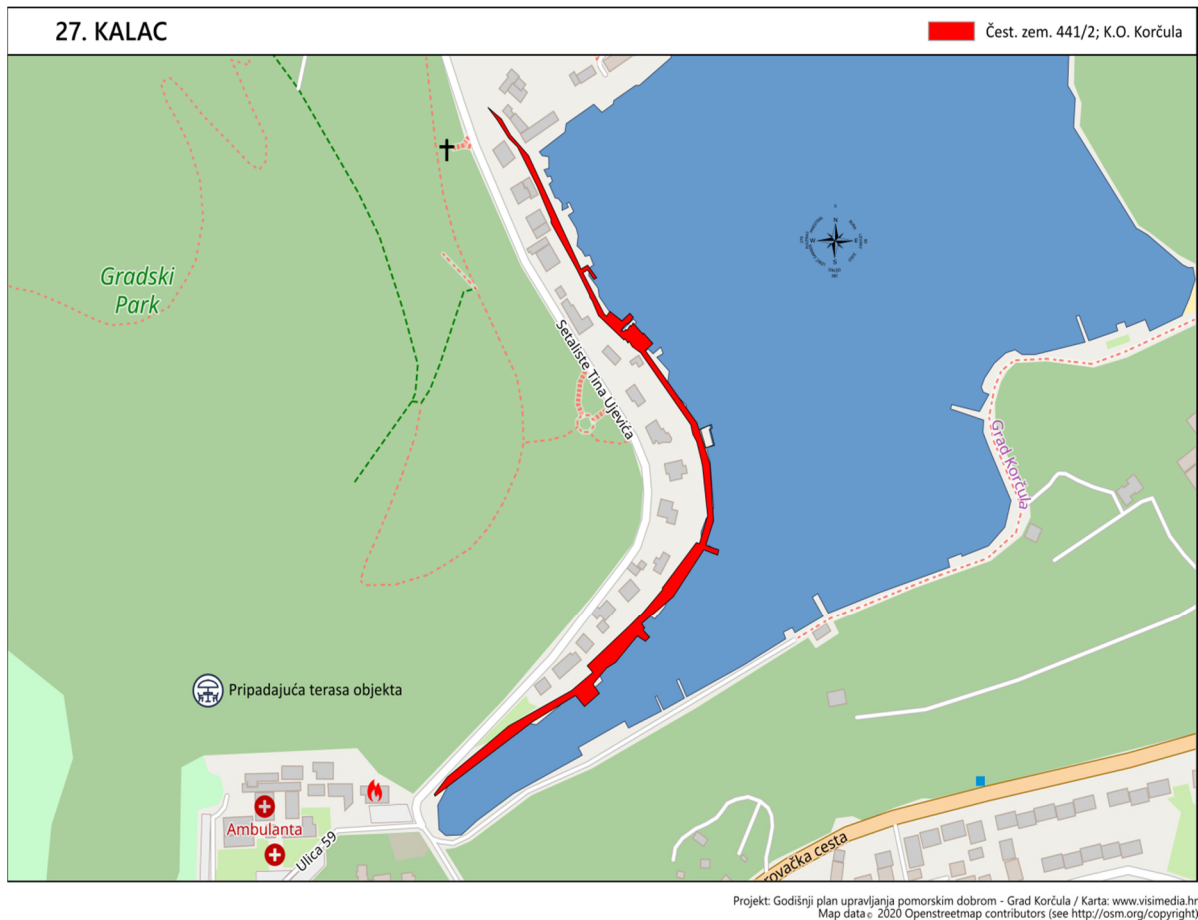 27. KALAC
Čest. zem. 441/2; K.O. Korčula
Gradski
Park
N
W
E
S
Setaliste Tina Ujevića
Grad Korčula
Pripadajuća terasa objekta
Ambulanta
Ulica 59
rovačka cesta
Projekt: Godišnji plan upravljanja pomorskim dobrom - Grad Korčula / Karta: www.visimedia.hr
Map data © 2020 Openstreetmap contributors (see http://osm.org/copyright)